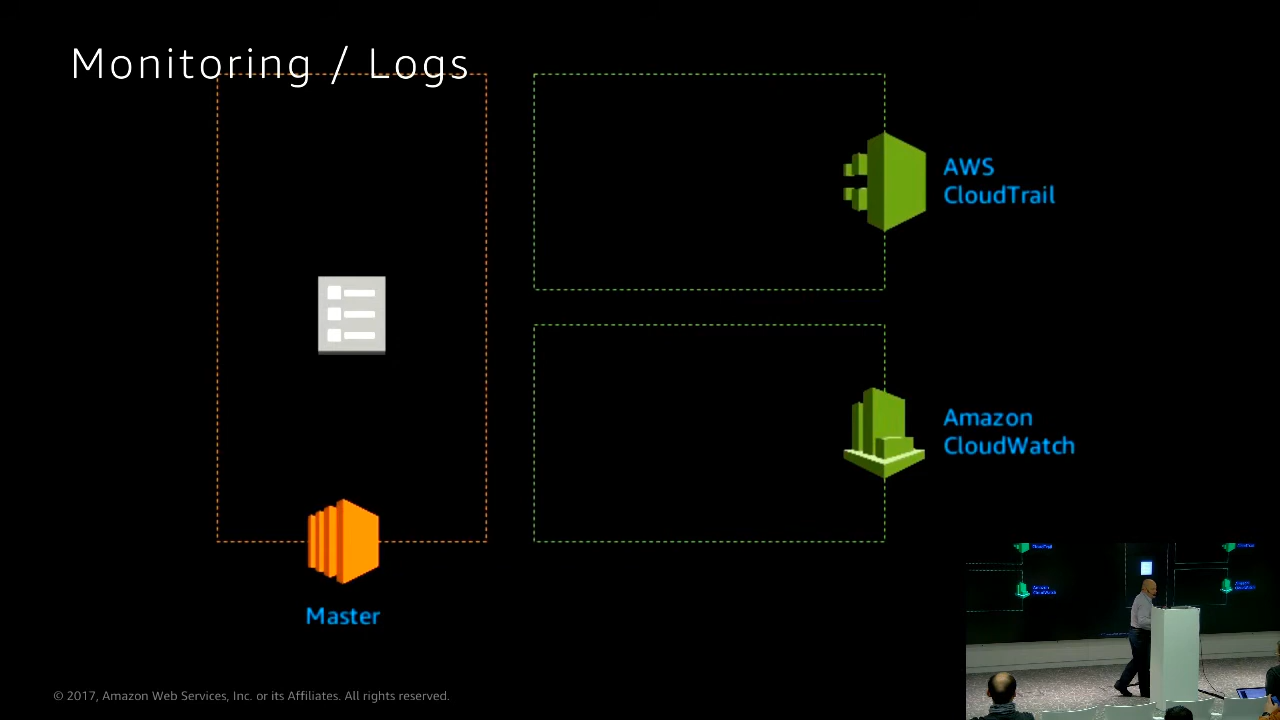 Monitoring / Logs
AWS
CloudTrail
Amazon
CloudWatch
Master
© 2017, Amazon Web Services, Inc. or its Affiliates. All rights reserved.